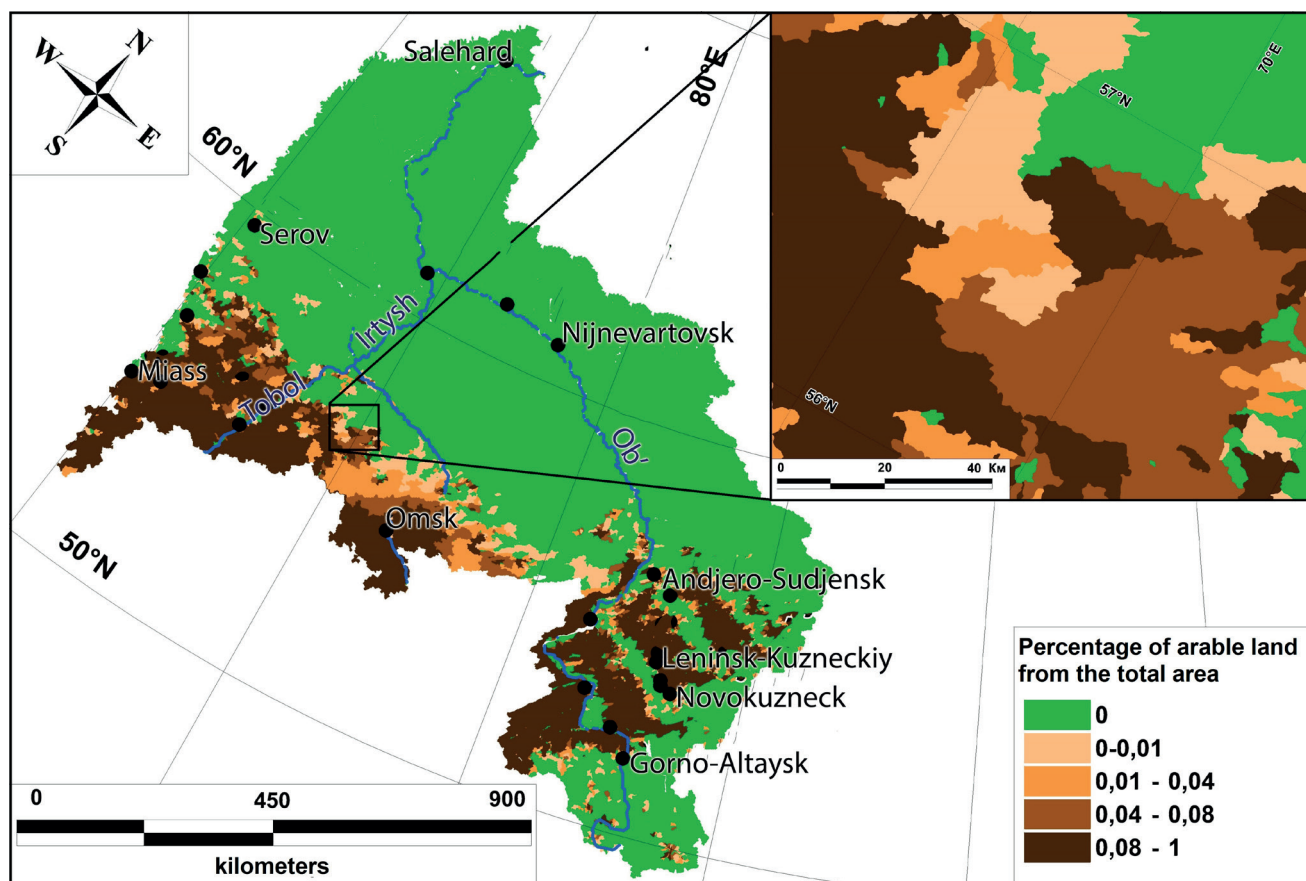 N
W
E
S
Salehard
80°E
60°N
Serov
Irtysh
Nijnevartovsk
Miass
Tobol
Ob'
Omsk
50°N
Andjero-Sudjensk
Leninsk-Kuzneckiy
Novokuzneck
Gorno-Altaysk
0 450 900
kilometers
70°E
57°N
56°N
0 20 40 Км
Percentage of arable land
from the total area
0
0-0,01
0,01 - 0,04
0,04 - 0,08
0,08 - 1